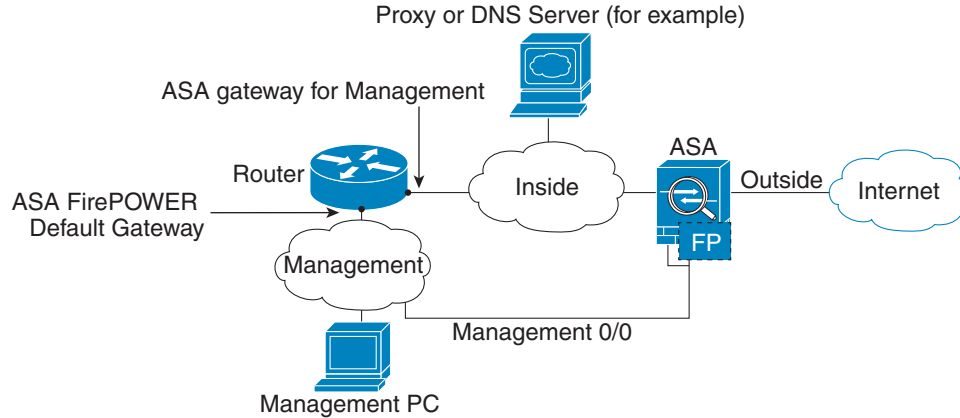 Proxy or DNS Server (for example)
ASA gateway for Management
ASA
Router
Inside
Outside
Internet
ASA FirePOWER
Default Gateway
FP
Management
Management 0/0
Management PC